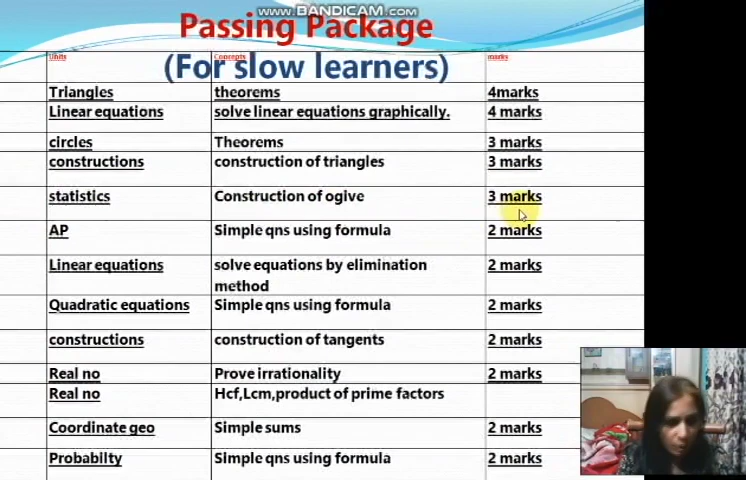 www.BANDICAM.com
Passing Package
Units Concepts marks
(For slow learners)
Triangles theorems 4marks
Linear equations solve linear equations graphically. 4 marks
circles Theorems 3 marks
constructions construction of triangles 3 marks
statistics Construction of ogive 3 marks
AP Simple qns using formula 2 marks
Linear equations solve equations by elimination
method 2 marks
Quadratic equations Simple qns using formula 2 marks
constructions construction of tangents 2 marks
Real no Prove irrationality 2 marks
Real no Hcf,Lcm,product of prime factors
Coordinate geo Simple sums 2 marks
Probabilty Simple qns using formula 2 marks